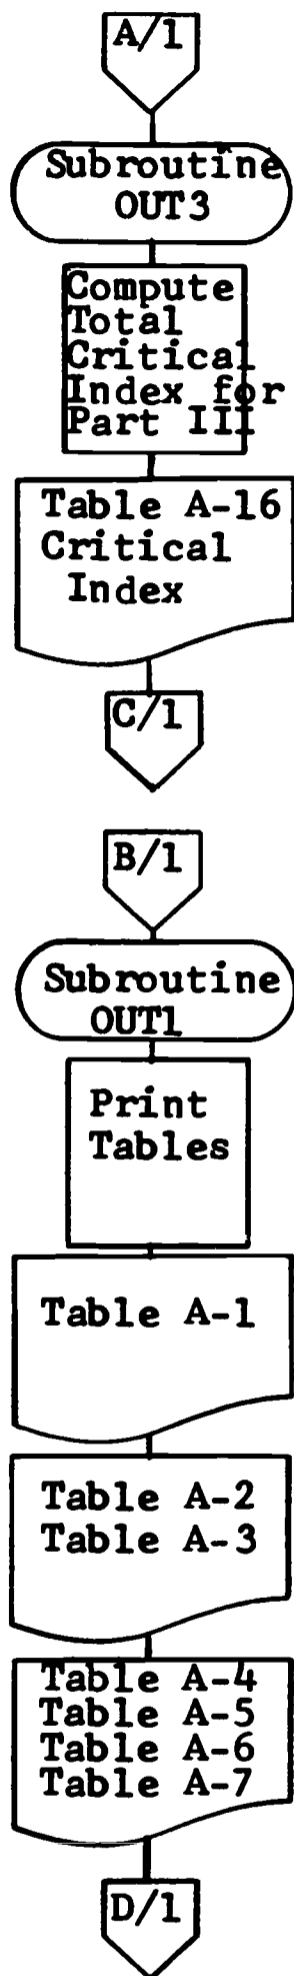 A/1
Subroutine
OUT3
Compute
Total
Critical
Index for
Part III
Table A-16
Critical
Index
C/1
B/1
Subroutine
OUT1
Print
Tables
Table A-1
Table A-2
Table A-3
Table A-4
Table A-5
Table A-6
Table A-7
D/1